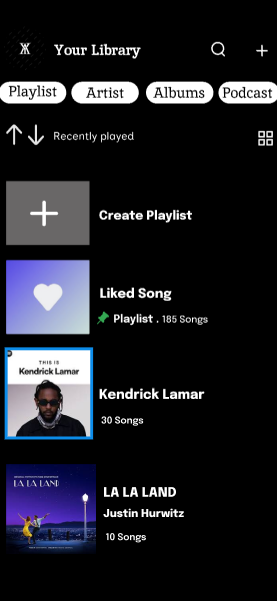 Ж
Your Library
Playlist
Artist
Albums
Podcast
Recently played
Create Playlist
Liked Song
Playlist . 185 Songs
THIS IS
Kendrick Lamar
Kendrick Lamar
30 Songs
LA LA LAND
LA LA LAND
Justin Hurwitz
10 Songs